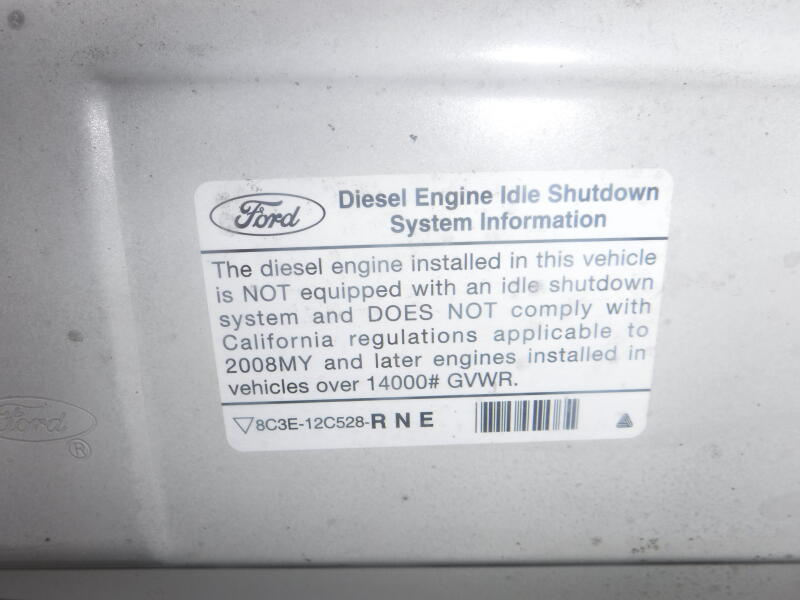 Ford
Diesel Engine Idle Shutdown
System Information
The diesel engine installed in this vehicle
is NOT equipped with an idle shutdown
system and DOES NOT comply with
California regulations applicable to
2008MY and later engines installed in
vehicles over 14000# GVWR.
8C3E-12C528-R N E
Ford
®